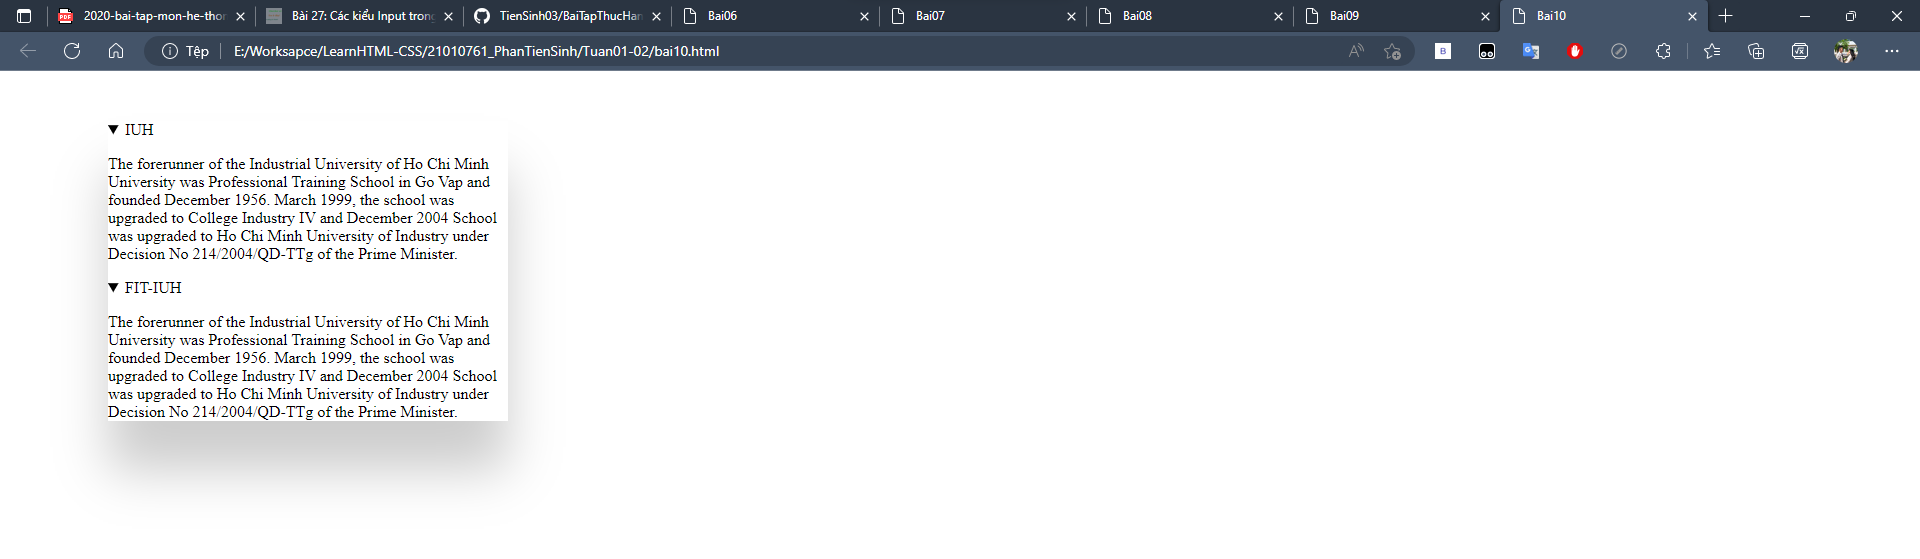 2020-bai-tap-mon-he-thon
Bài 27: Các kiểu Input trong
TienSinh03/BaiTapThucHan
Bai06
Bai07
Bai08
Bai09
Bai10
Tệp
E:/Worksapce/LearnHTML-CSS/21010761_PhanTienSinh/Tuan01-02/bai10.html
IUH
The forerunner of the Industrial University of Ho Chi Minh
University was Professional Training School in Go Vap and
founded December 1956. March 1999, the school was
upgraded to College Industry IV and December 2004 School
was upgraded to Ho Chi Minh University of Industry under
Decision No 214/2004/QD-TTg of the Prime Minister.
FIT-IUH
The forerunner of the Industrial University of Ho Chi Minh
University was Professional Training School in Go Vap and
founded December 1956. March 1999, the school was
upgraded to College Industry IV and December 2004 School
was upgraded to Ho Chi Minh University of Industry under
Decision No 214/2004/QD-TTg of the Prime Minister.